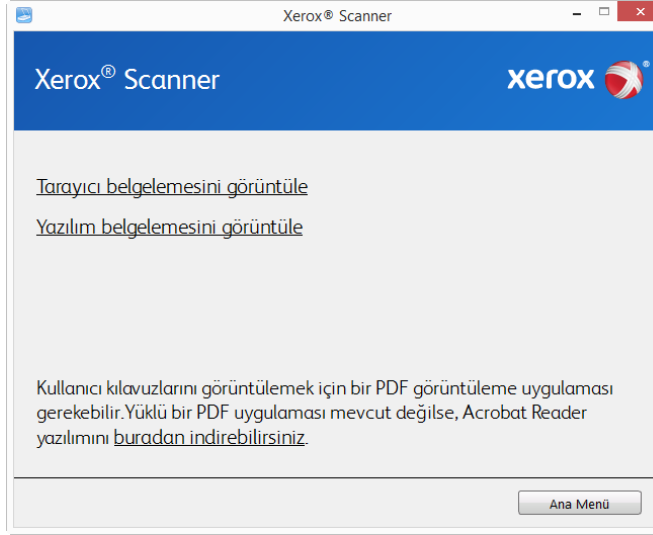 Xerox® Scanner
Xerox® Scanner
xerox ®
Tarayıcı belgelemesini görüntüle
Yazılım belgelemesini görüntüle
Kullanıcı kılavuzlarını görüntülemek için bir PDF görüntüleme uygulaması
gerekebilir.Yüklü bir PDF uygulaması mevcut değilse, Acrobat Reader
yazılımını buradan indirebilirsiniz.
Ana Menü